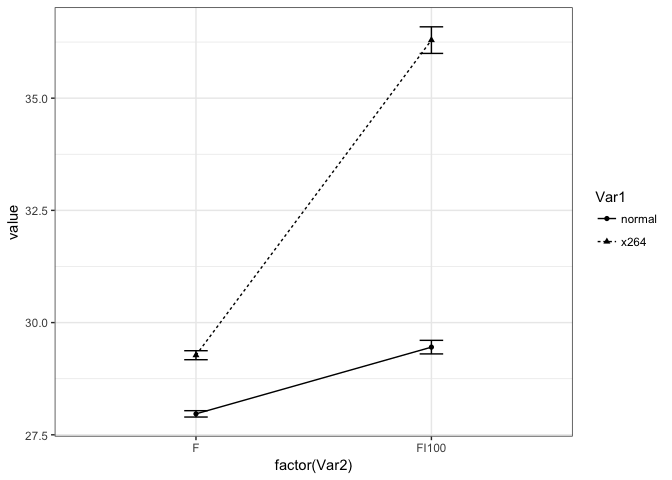 value
35.0
32.5
30.0
27.5
F
FI100
factor(Var2)
Var1
normal
x264